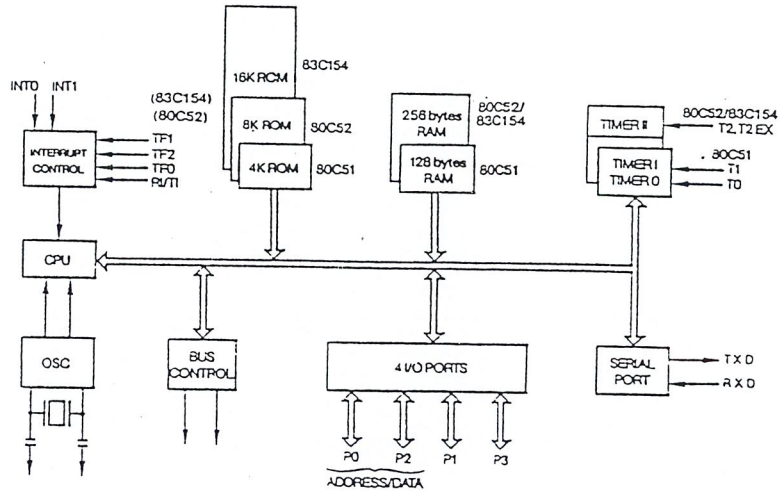 INT0 INT1
(83C154)
(80C52)
INTERRUPT
CONTROL
TF1
TF2
TF0
RI/TI
16K ROM
83C154
8K ROM
80C52
4K ROM
80C51
256 bytes
RAM
80C52/
83C154
128 bytes
RAM
80C51
TIMER II
80C52/83C154
T2, T2 EX
TIMER I
TIMER 0
80C51
T1
T0
CPU
OSC
BUS
CONTROL
4 I/O PORTS
SERIAL
PORT
TXD
RXD
P0 P2 P1 P3
ADDRESS/DATA